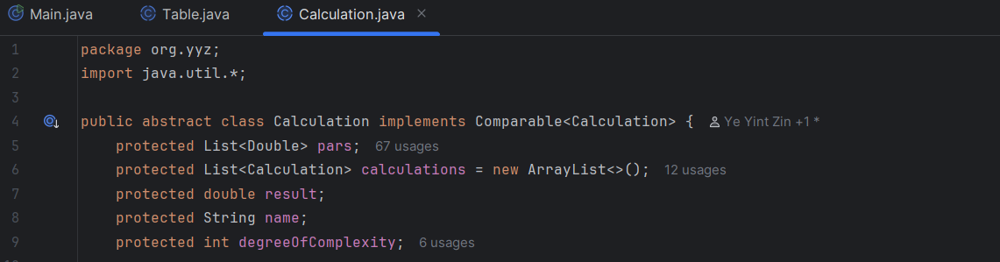 Main.java Table.java Calculation.java
1 package org.yyz;
2 import java.util.*;
3
4 public abstract class Calculation implements Comparable<Calculation> { Ye Yint Zin +1 *
5 protected List<Double> pars; 67 usages
6 protected List<Calculation> calculations = new ArrayList<>(); 12 usages
7 protected double result;
8 protected String name;
9 protected int degreeOfComplexity; 6 usages